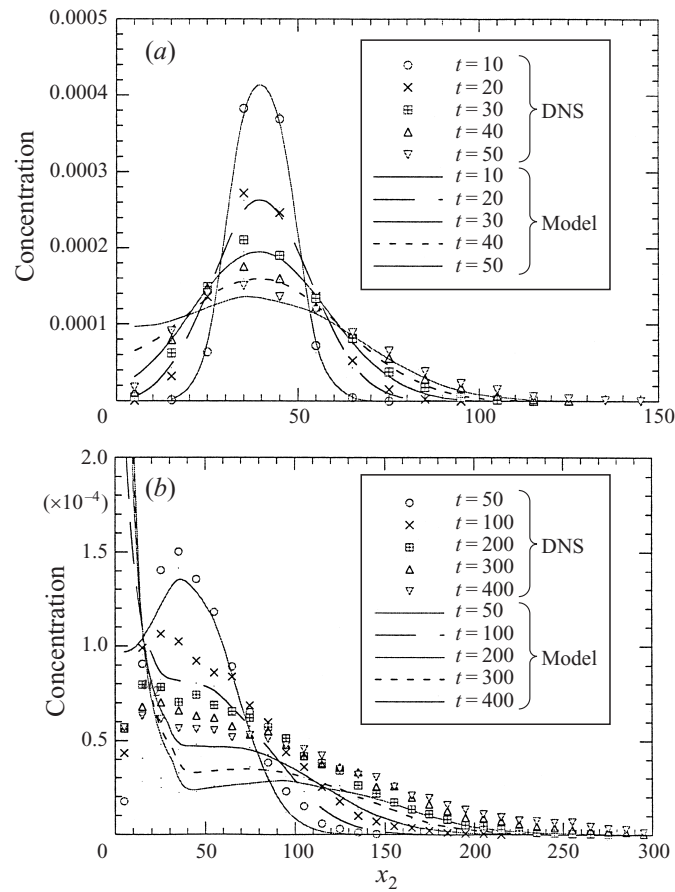 (a)
0.0005
0.0004
0.0003
0.0002
0.0001
Concentration
0
50
100
150
t = 10
t = 20
t = 30
t = 40
t = 50
DNS
t = 10
t = 20
t = 30
t = 40
t = 50
Model
(b)
2.0
(×10⁻⁴)
1.5
1.0
0.5
Concentration
0
50
100
150
200
250
300
x₂
t = 50
t = 100
t = 200
t = 300
t = 400
DNS
t = 50
t = 100
t = 200
t = 300
t = 400
Model